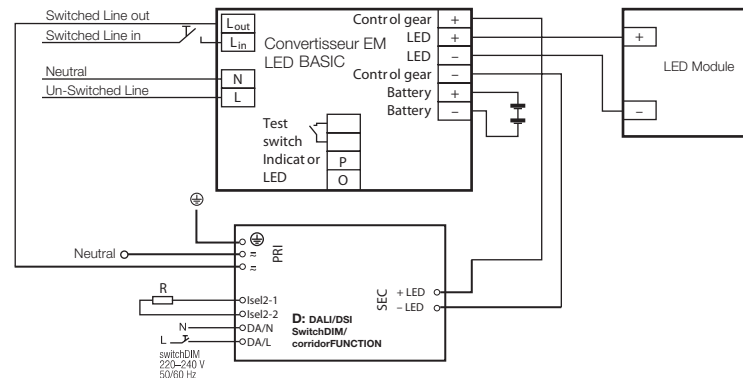 Switched Line out
Switched Line in
Neutral
Un-Switched Line
Lout
Lin
N
L
Convertisseur EM
LED BASIC
Test
switch
Indicator
LED
P
O
Control gear +
LED +
LED –
Control gear –
Battery +
Battery –
+
–
LED Module
Neutral
PRI
≂
≂
R
Isel2-1
Isel2-2
N
DA/N
L
DA/L
switchDIM
220–240 V
50/60 Hz
D: DALI/DSI
SwitchDIM/
corridorFUNCTION
SEC
+ LED
– LED